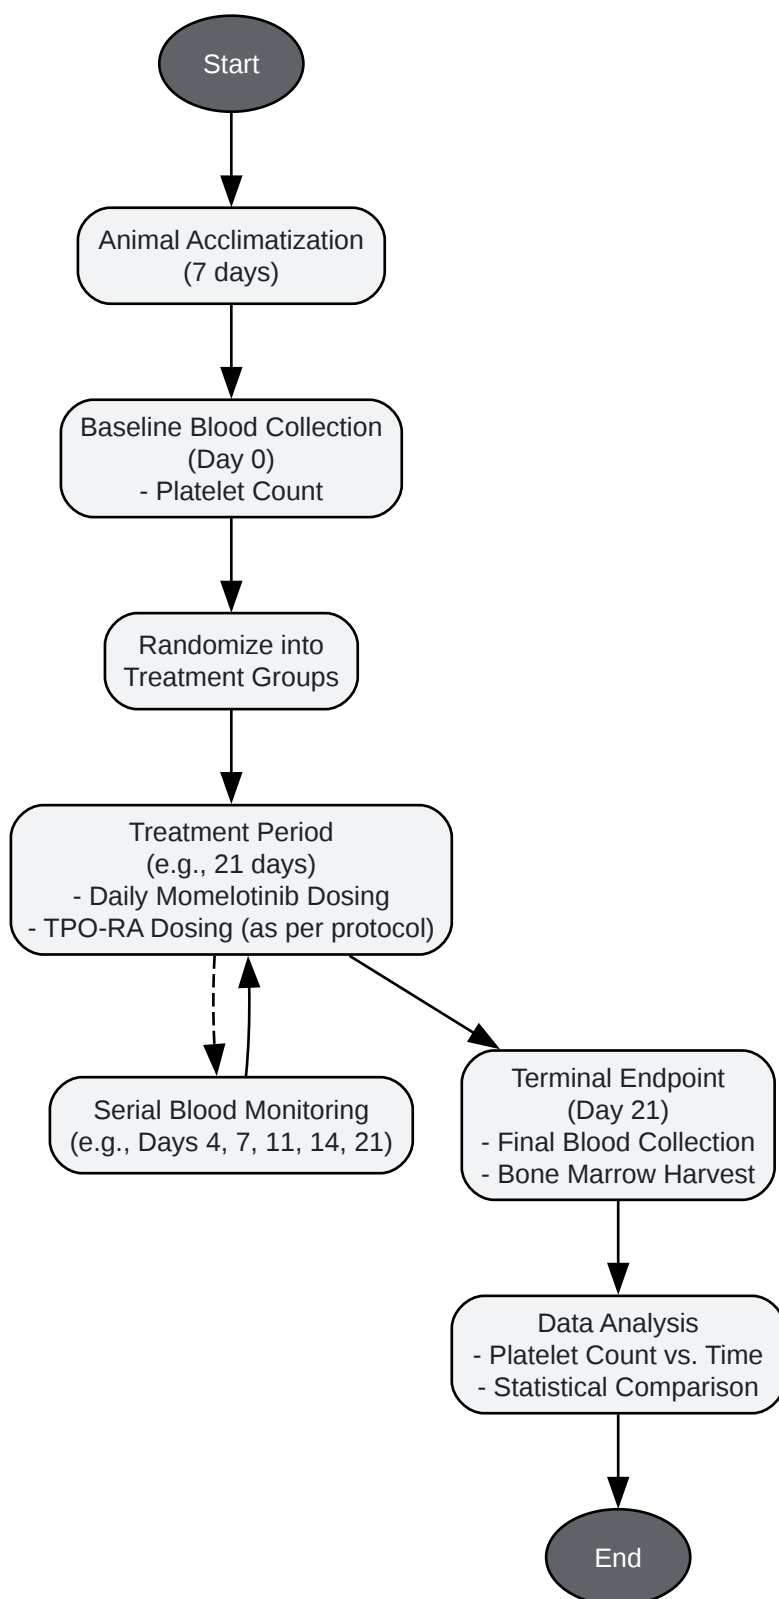 Start
Animal Acclimatization
(7 days)
Baseline Blood Collection
(Day 0)
- Platelet Count
Randomize into
Treatment Groups
Treatment Period
(e.g., 21 days)
- Daily Momelotinib Dosing
- TPO-RA Dosing (as per protocol)
Serial Blood Monitoring
(e.g., Days 4, 7, 11, 14, 21)
Terminal Endpoint
(Day 21)
- Final Blood Collection
- Bone Marrow Harvest
Data Analysis
- Platelet Count vs. Time
- Statistical Comparison
End